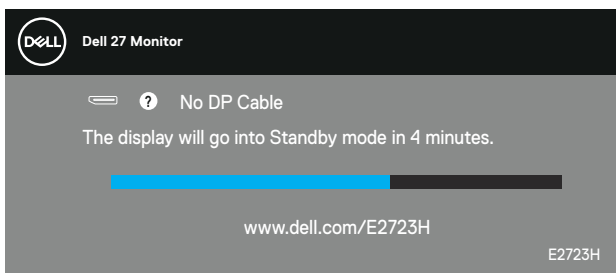 DELL
Dell 27 Monitor
? No DP Cable
The display will go into Standby mode in 4 minutes.
www.dell.com/E2723H
E2723H